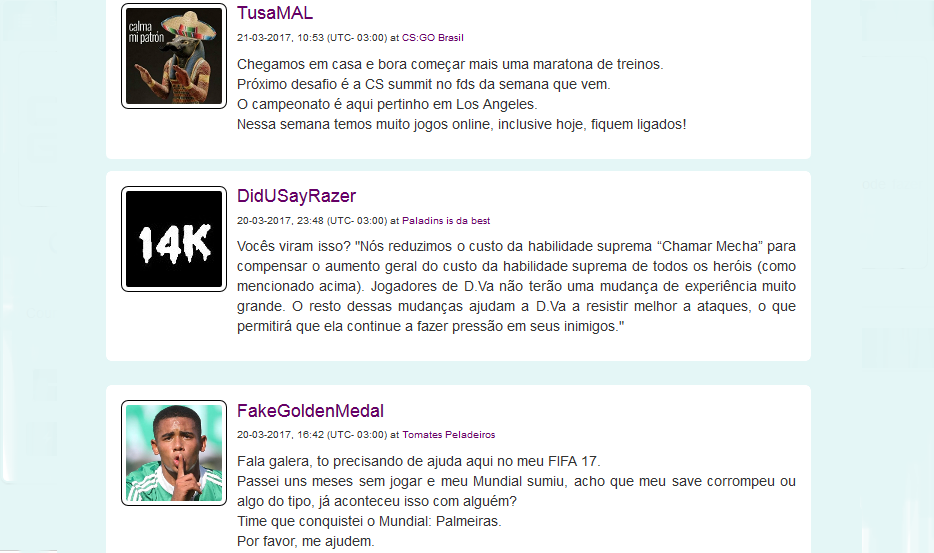 calma
mi patrón
TusaMAL
21-03-2017, 10:53 (UTC- 03:00) at CS:GO Brasil
Chegamos em casa e bora começar mais uma maratona de treinos.
Próximo desafio é a CS summit no fds da semana que vem.
O campeonato é aqui pertinho em Los Angeles.
Nessa semana temos muito jogos online, inclusive hoje, fiquem ligados!
14K
DidUSayRazer
20-03-2017, 23:48 (UTC- 03:00) at Paladins is da best
Vocês viram isso? "Nós reduzimos o custo da habilidade suprema “Chamar Mecha” para
compensar o aumento geral do custo da habilidade suprema de todos os heróis (como
mencionado acima). Jogadores de D.Va não terão uma mudança de experiência muito
grande. O resto dessas mudanças ajudam a D.Va a resistir melhor a ataques, o que
permitirá que ela continue a fazer pressão em seus inimigos."
FakeGoldenMedal
20-03-2017, 16:42 (UTC- 03:00) at Tomates Peladeiros
Fala galera, to precisando de ajuda aqui no meu FIFA 17.
Passei uns meses sem jogar e meu Mundial sumiu, acho que meu save corrompeu ou
algo do tipo, já aconteceu isso com alguém?
Time que conquistei o Mundial: Palmeiras.
Por favor, me ajudem.